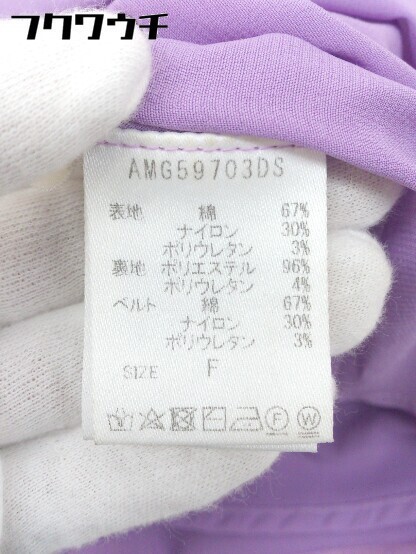 フクワウチ
AMG59703DS
表地 綿 67%
ナイロン 30%
ポリウレタン 3%
裏地 ポリエステル 96%
ポリウレタン 4%
ベルト 綿 67%
ナイロン 30%
ポリウレタン 3%
SIZE F
F W